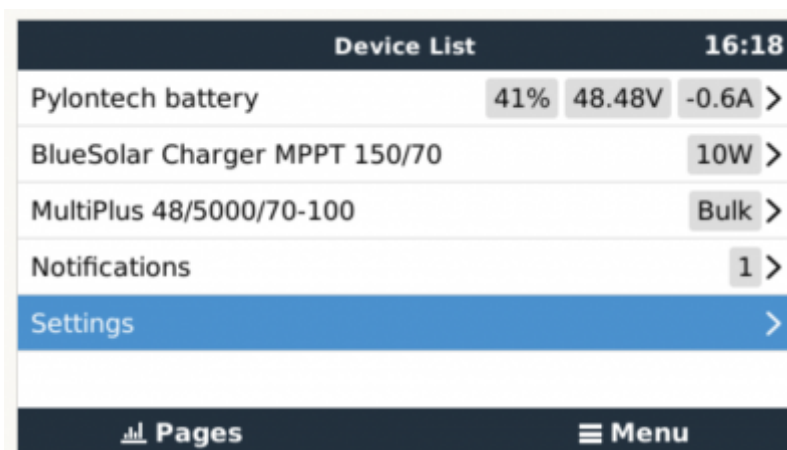 Device List 16:18
Pylontech battery 41% 48.48V -0.6A
BlueSolar Charger MPPT 150/70 10W
MultiPlus 48/5000/70-100 Bulk
Notifications 1
Settings
Pages Menu